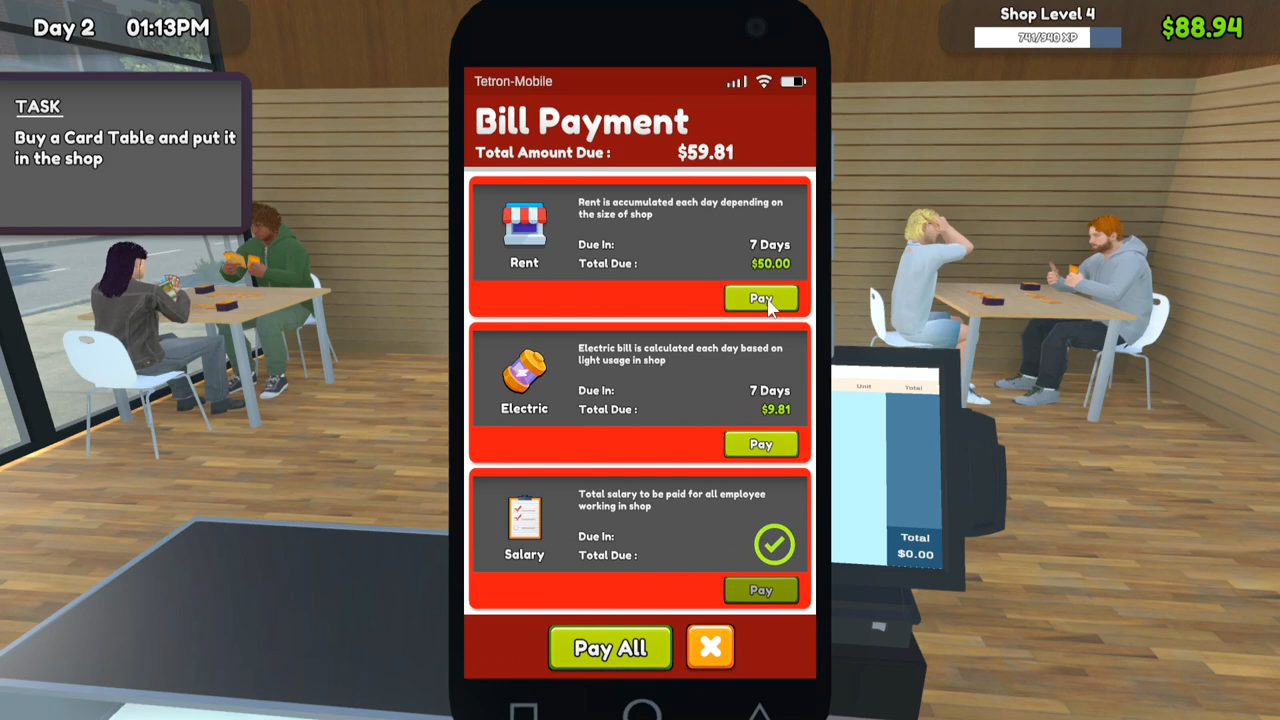 Day 2 01:13PM
Shop Level 4
741/940 XP
$88.94
TASK
Buy a Card Table and put it
in the shop
Tetron-Mobile
Bill Payment
Total Amount Due : $59.81
Rent is accumulated each day depending on
the size of shop
Due In: 7 Days
Total Due : $50.00
Rent
Pay
Electric bill is calculated each day based on
light usage in shop
Due In: 7 Days
Total Due : $9.81
Electric
Pay
Total salary to be paid for all employee
working in shop
Due In:
Total Due :
Salary
Pay
Pay All
Unit Total
Total
$0.00